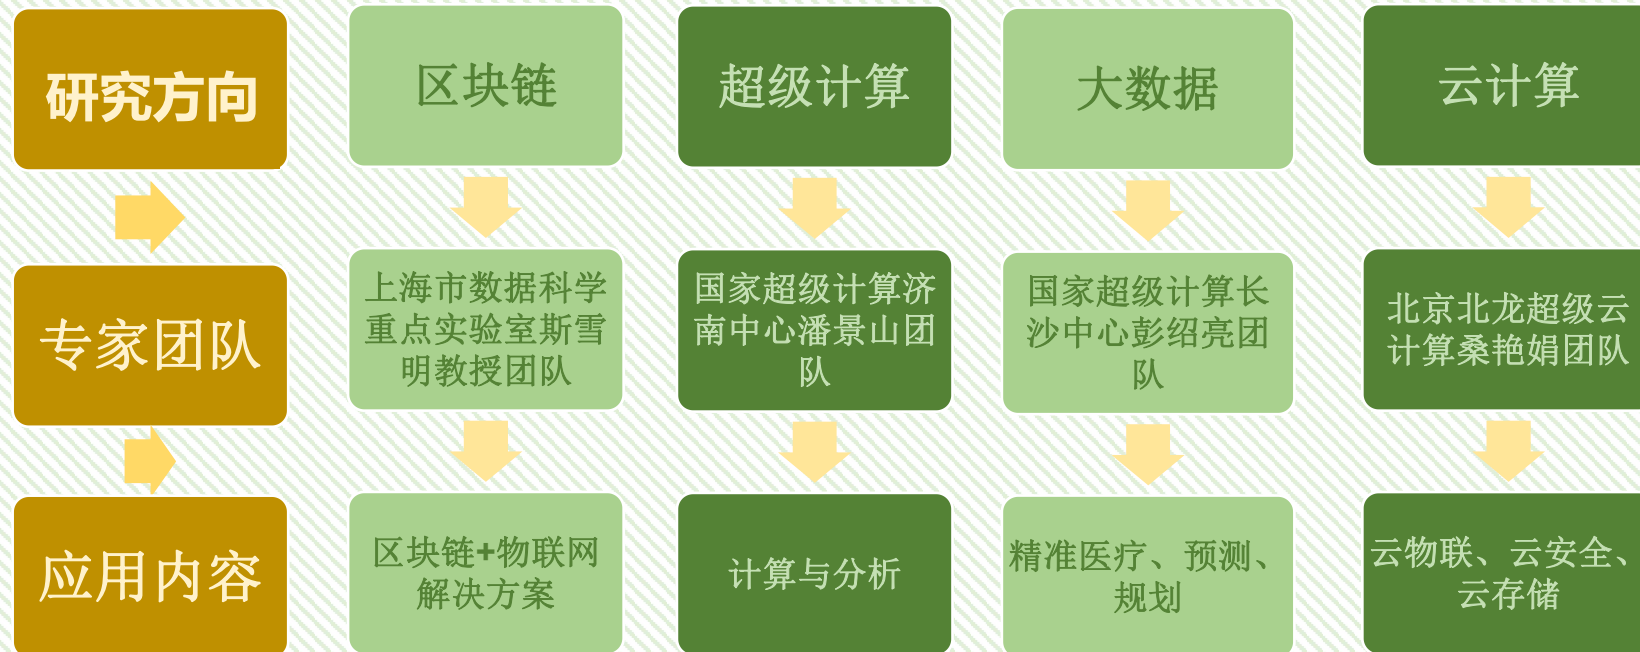 研究方向
区块链
超级计算
大数据
云计算
专家团队
上海市数据科学
重点实验室斯雪
明教授团队
国家超级计算济
南中心潘景山团
队
国家超级计算长
沙中心彭绍亮团
队
北京北龙超级云
计算桑艳娟团队
应用内容
区块链+物联网
解决方案
计算与分析
精准医疗、预测、
规划
云物联、云安全、
云存储